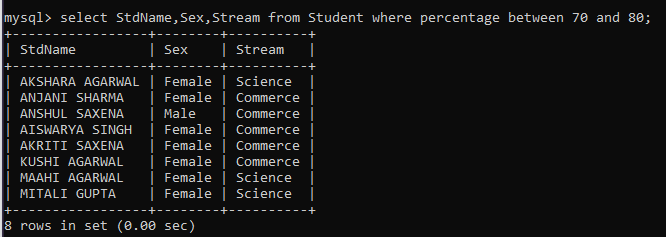 mysql> select StdName,Sex,Stream from Student where percentage between 70 and 80;
+-----------------+--------+----------+
| StdName         | Sex    | Stream   |
+-----------------+--------+----------+
| AKSHARA AGARWAL | Female | Science  |
| ANJANI SHARMA   | Female | Commerce |
| ANSHUL SAXENA   | Male   | Commerce |
| AISWARYA SINGH  | Female | Commerce |
| AKRITI SAXENA   | Female | Commerce |
| KUSHI AGARWAL   | Female | Commerce |
| MAAHI AGARWAL   | Female | Science  |
| MITALI GUPTA    | Female | Science  |
+-----------------+--------+----------+
8 rows in set (0.00 sec)